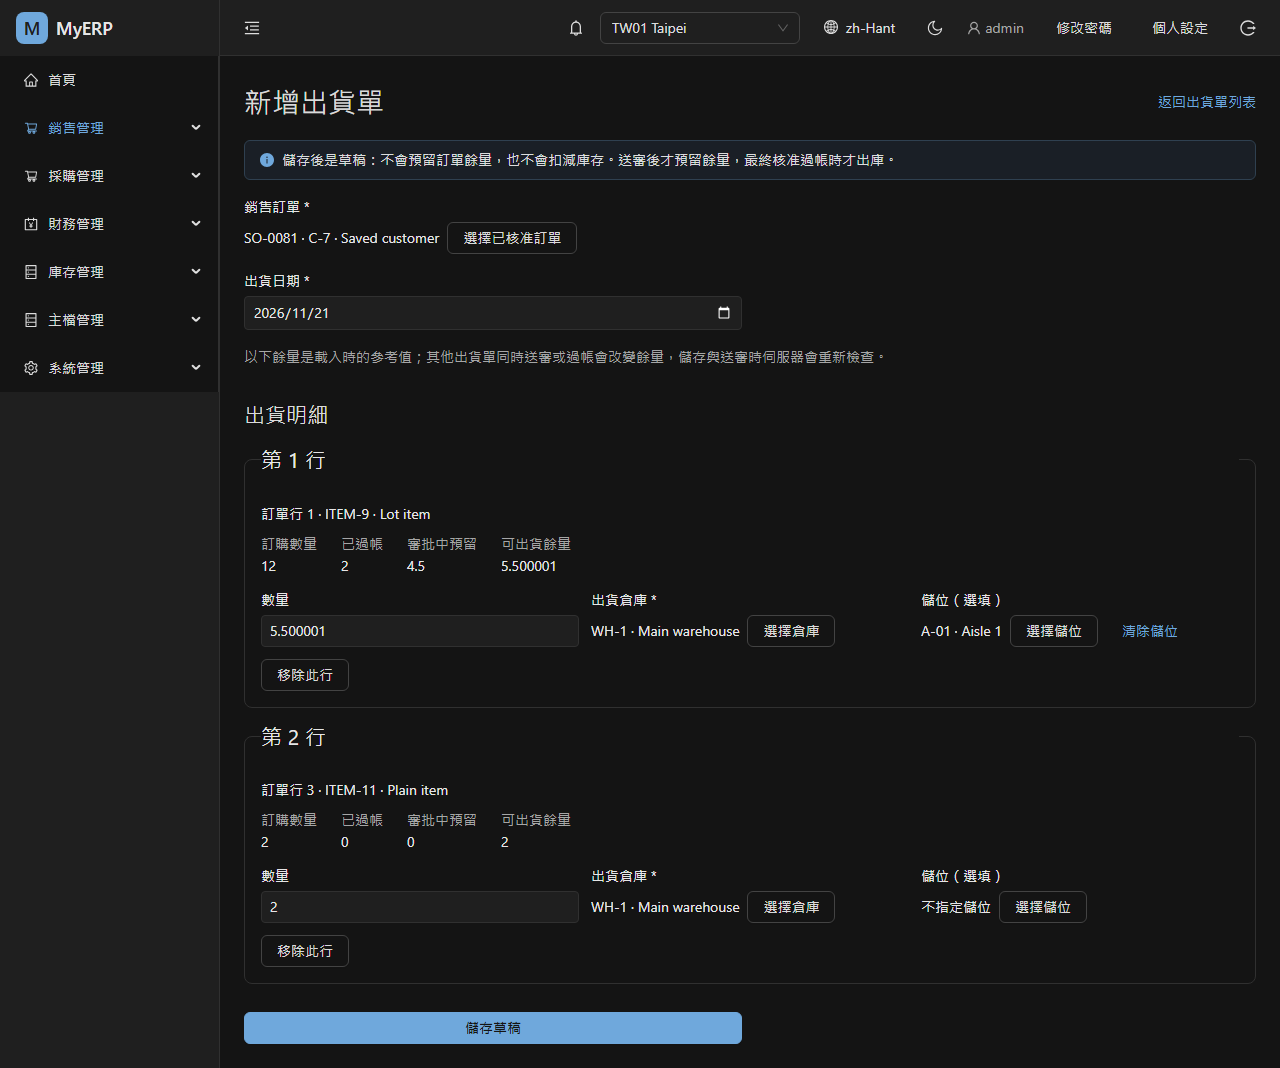 M MyERP
TW01 Taipei
zh-Hant
admin
修改密碼
個人設定
首頁
銷售管理
採購管理
財務管理
庫存管理
主檔管理
系統管理
新增出貨單
返回出貨單列表
儲存後是草稿：不會預留訂單餘量，也不會扣減庫存。送審後才預留餘量，最終核准過帳時才出庫。
銷售訂單 *
SO-0081 · C-7 · Saved customer 選擇已核准訂單
出貨日期 *
2026/11/21
以下餘量是載入時的參考值；其他出貨單同時送審或過帳會改變餘量，儲存與送審時伺服器會重新檢查。
出貨明細
第 1 行
訂單行 1 · ITEM-9 · Lot item
訂購數量 已過帳 審批中預留 可出貨餘量
12 2 4.5 5.500001
數量 出貨倉庫 * 儲位（選填）
5.500001 WH-1 · Main warehouse 選擇倉庫 A-01 · Aisle 1 選擇儲位 清除儲位
移除此行
第 2 行
訂單行 3 · ITEM-11 · Plain item
訂購數量 已過帳 審批中預留 可出貨餘量
2 0 0 2
數量 出貨倉庫 * 儲位（選填）
2 WH-1 · Main warehouse 選擇倉庫 不指定儲位 選擇儲位
移除此行
儲存草稿